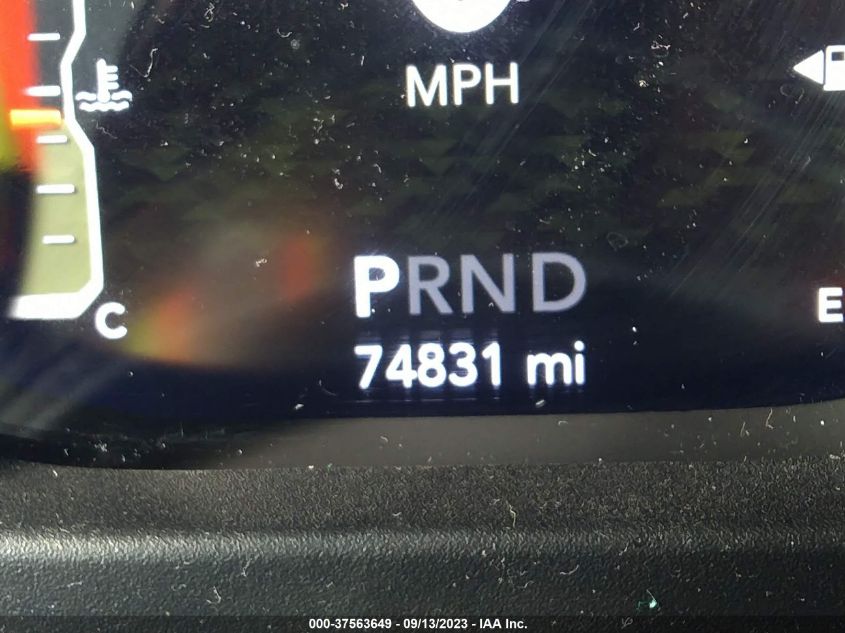 MPH
C
E
PRND
74831 mi
000-37563649 - 09/13/2023 - IAA Inc.